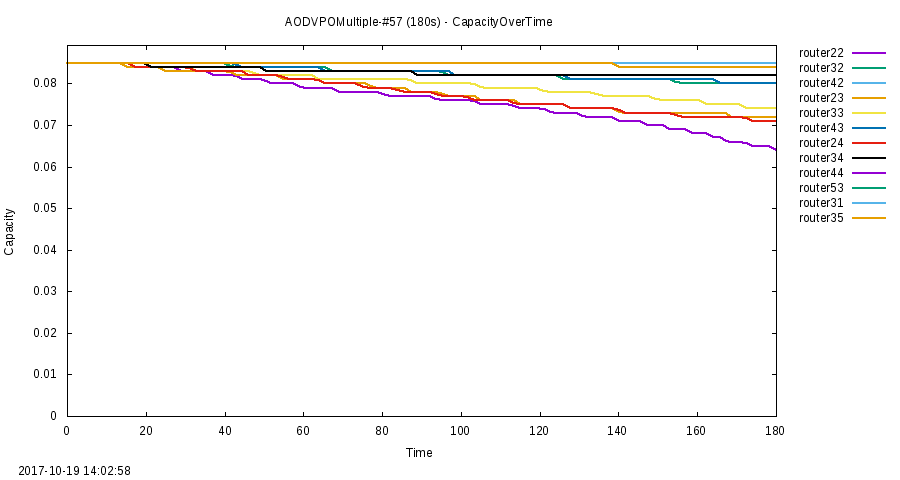 AODVPOMultiple-#57 (180s) - CapacityOverTime
router22
router32
router42
router23
router33
router43
router24
router34
router44
router53
router31
router35
0.08
0.07
0.06
0.05
0.04
0.03
0.02
0.01
0
Capacity
0 20 40 60 80 100 120 140 160 180
Time
2017-10-19 14:02:58